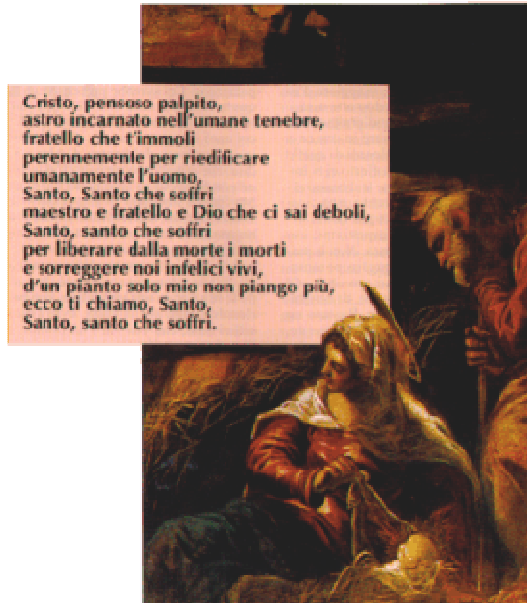 Cristo, pensoso palpito,
astro incarnato nell'umane tenebre,
fratello che t'immoli
perennemente per riedificare
umanamente l'uomo,
Santo, Santo che soffri
maestro e fratello e Dio che ci sai deboli,
Santo, santo che soffri
per liberare dalla morte i morti
e sorreggere noi infelici vivi,
d'un pianto solo mio non piango più,
ecco ti chiamo, Santo,
Santo, santo che soffri.